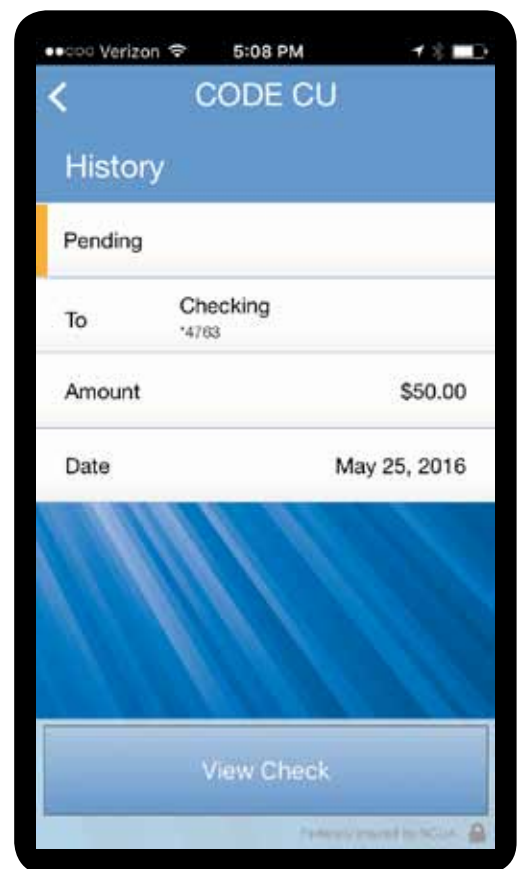 Verizon 5:08 PM
CODE CU
History
Pending
To Checking
*4763
Amount $50.00
Date May 25, 2016
View Check
Federally insured by NCUA